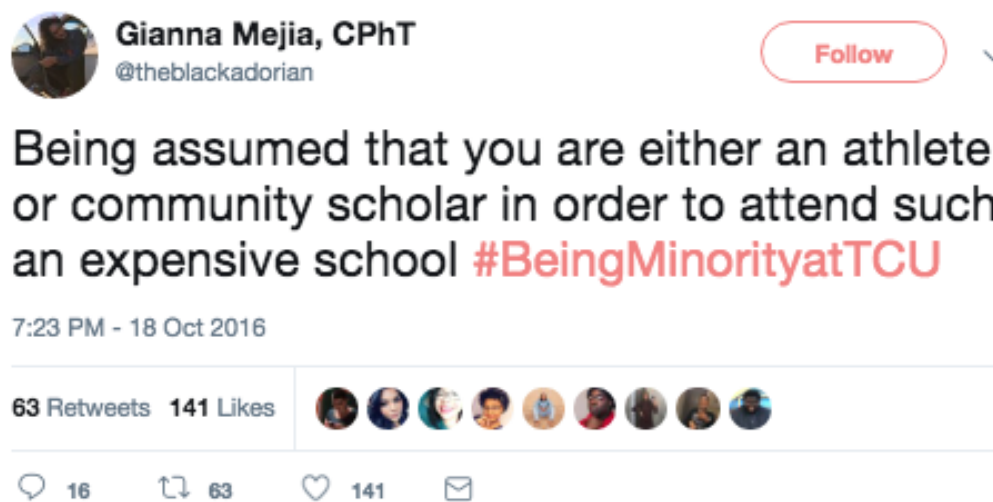 Gianna Mejia, CPhT
@theblackadorian
Follow
Being assumed that you are either an athlete
or community scholar in order to attend such
an expensive school #BeingMinorityatTCU
7:23 PM - 18 Oct 2016
63 Retweets 141 Likes
16 63 141